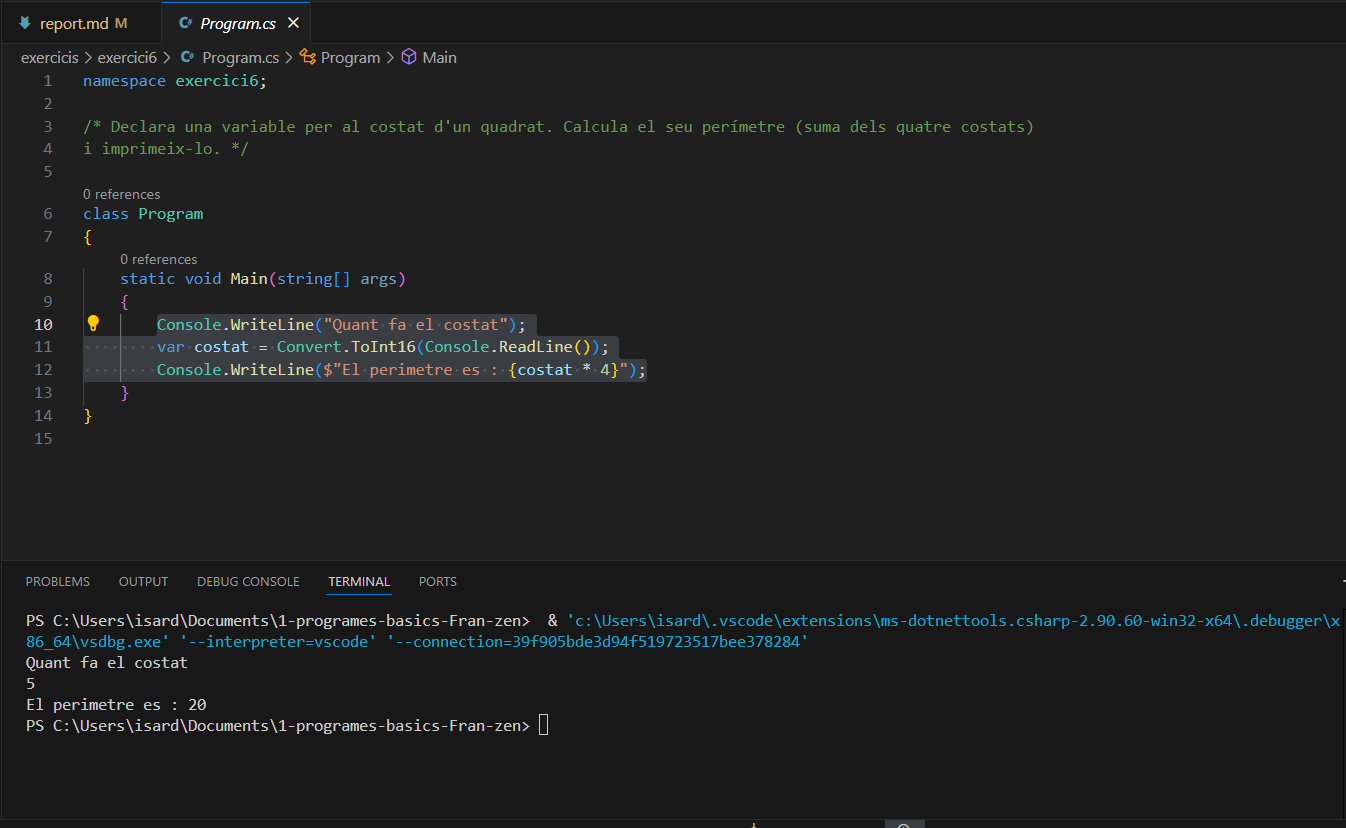 report.md M
Program.cs
exercicis > exercici6 > Program.cs > Program > Main
1 namespace exercici6;
2
3 /* Declara una variable per al costat d'un quadrat. Calcula el seu perímetre (suma dels quatre costats)
4 i imprimeix-lo. */
5
0 references
6 class Program
7 {
0 references
8 static void Main(string[] args)
9 {
10 Console.WriteLine("Quant fa el costat");
11 var costat = Convert.ToInt16(Console.ReadLine());
12 Console.WriteLine($"El perimetre es : {costat * 4}");
13 }
14 }
15
PROBLEMS OUTPUT DEBUG CONSOLE TERMINAL PORTS
PS C:\Users\isard\Documents\1-programes-basics-Fran-zen> & 'c:\Users\isard\.vscode\extensions\ms-dotnettools.csharp-2.90.60-win32-x64\.debugger\x
86_64\vsdbg.exe' '--interpreter=vscode' '--connection=39f905bde3d94f519723517bee378284'
Quant fa el costat
5
El perimetre es : 20
PS C:\Users\isard\Documents\1-programes-basics-Fran-zen>